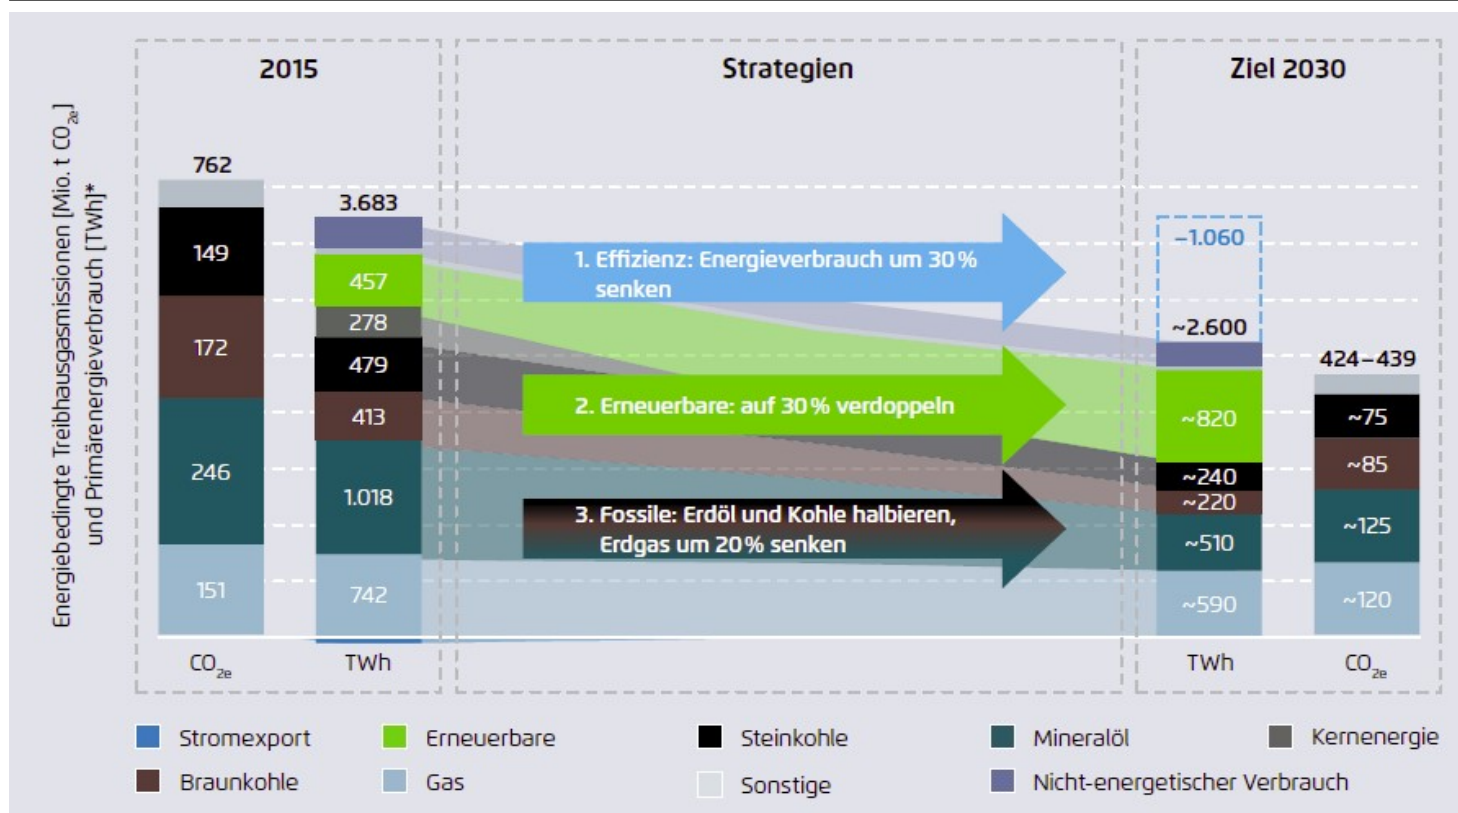 Energiebedingte Treibhausgasmissionen [Mio. t CO2e]
und Primärenergieverbrauch [TWh]*
2015
762
149
172
246
151
CO2e
3.683
457
278
479
413
1.018
742
TWh
Strategien
1. Effizienz: Energieverbrauch um 30 %
senken
2. Erneuerbare: auf 30 % verdoppeln
3. Fossile: Erdöl und Kohle halbieren,
Erdgas um 20 % senken
Ziel 2030
−1.060
~2.600
~820
~240
~220
~510
~590
TWh
424–439
~75
~85
~125
~120
CO2e
Stromexport
Erneuerbare
Steinkohle
Mineralöl
Kernenergie
Braunkohle
Gas
Sonstige
Nicht-energetischer Verbrauch